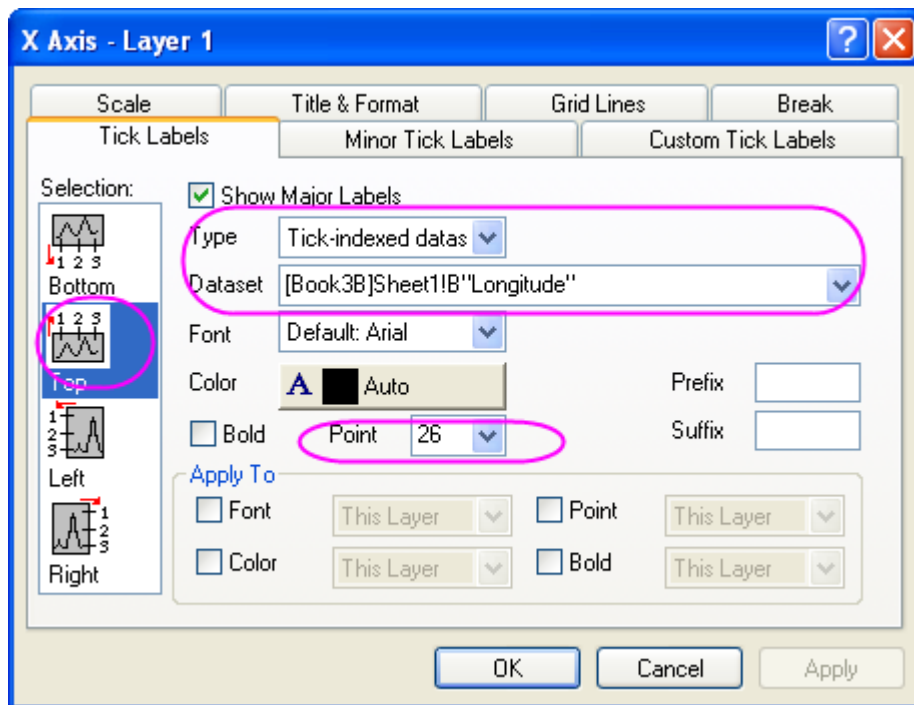 X Axis - Layer 1
Scale Title & Format Grid Lines Break
Tick Labels Minor Tick Labels Custom Tick Labels
Selection:
1 2 3
Bottom
1 2 3
Top
1
2
3
Left
1
2
3
Right
Show Major Labels
Type Tick-indexed datas
Dataset [Book3B]Sheet1!B"Longitude"
Font Default: Arial
Color A Auto Prefix
Bold Point 26 Suffix
Apply To
Font This Layer Point This Layer
Color This Layer Bold This Layer
OK Cancel Apply